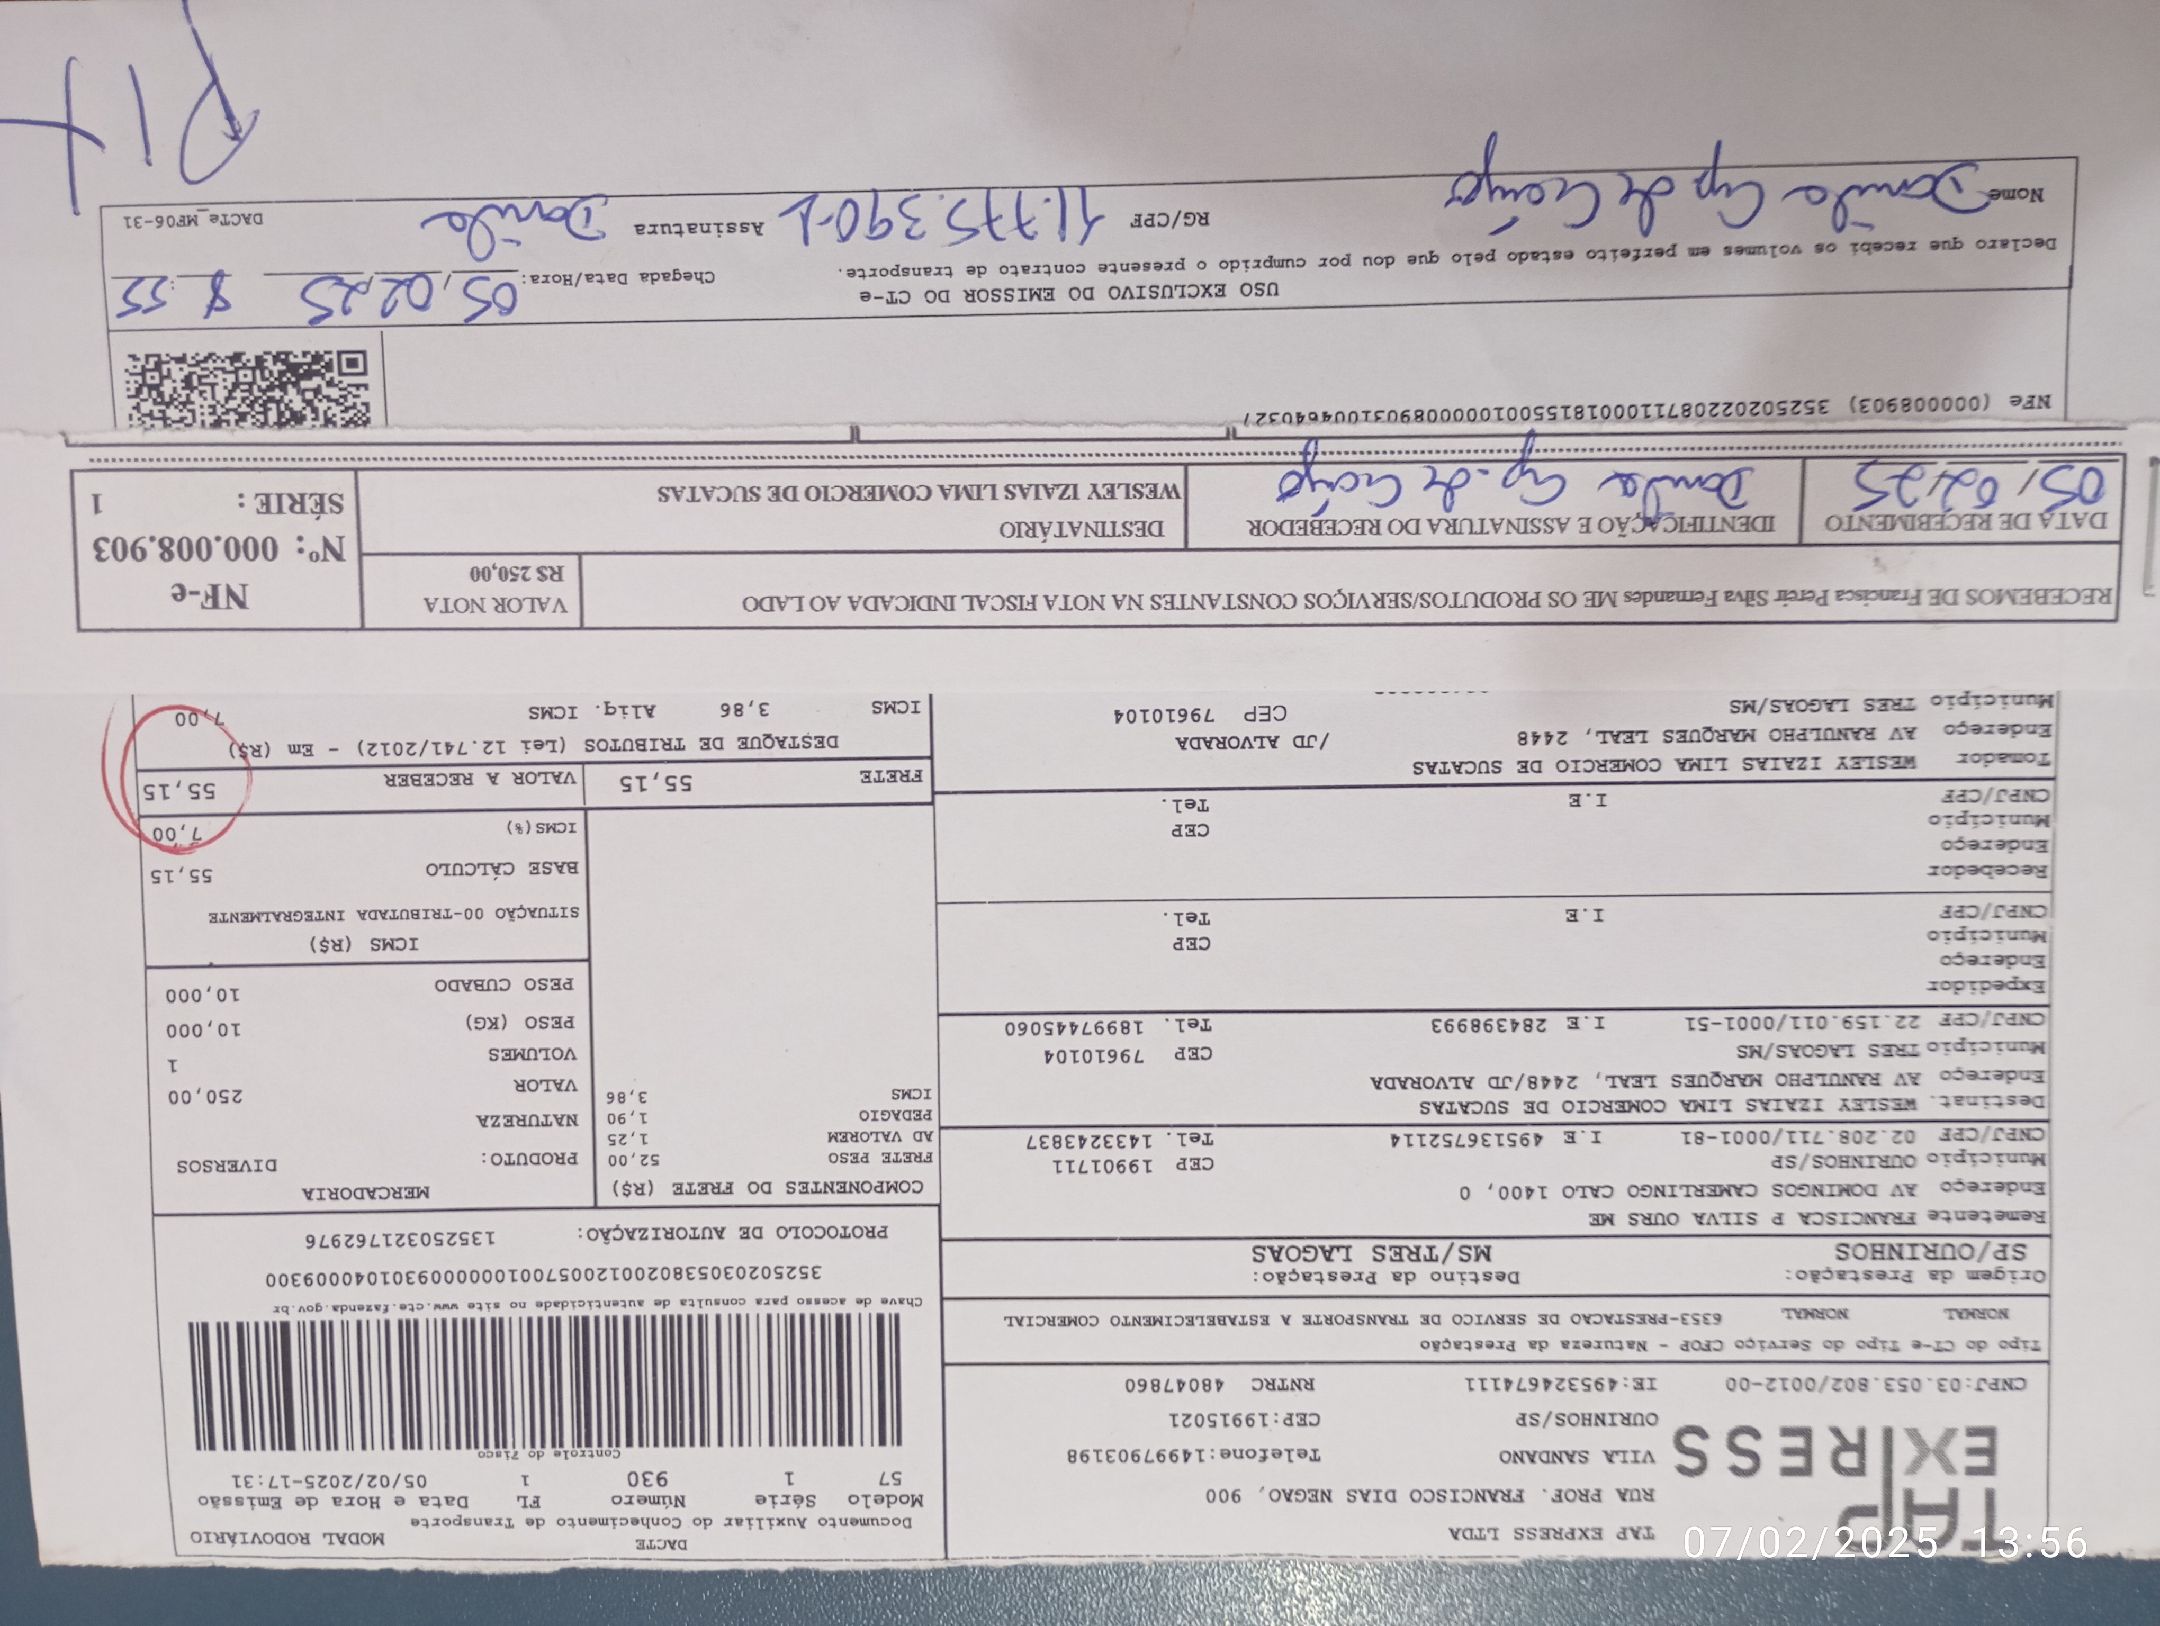 TAP
EXPRESS
TAP EXPRESS LTDA
RUA PROF. FRANCISCO DIAS NEGAO, 900
VILA SANDANO Telefone:14997903198
OURINHOS/SP CEP:19915021
CNPJ:03.053.802/0012-00 IE:495324674111 RNTRC 48047860
DACTE MODAL RODOVIÁRIO
Documento Auxiliar do Conhecimento de Transporte
Modelo Série Número FL Data e Hora de Emissão
57 1 930 1 05/02/2025-17:31
Controle do Fisco
Chave de acesso para consulta de autenticidade no site www.cte.fazenda.gov.br
PROTOCOLO DE AUTORIZAÇÃO: 135250321762976
Tipo do CT-e Tipo do Serviço CFOP - Natureza da Prestação
NORMAL NORMAL 6353-PRESTACAO DE SERVICO DE TRANSPORTE A ESTABELECIMENTO COMERCIAL
Origem da Prestação: Destino da Prestação:
SP/OURINHOS MS/TRES LAGOAS
Remetente FRANCISCA P SILVA OURS ME
Endereço AV DOMINGOS CAMERLINGO CALO 1400, 0
Município OURINHOS/SP CEP 19901711
CNPJ/CPF 02.208.711/0001-81 I.E 495136752114 Tel. 1433243837
Destinat. WESLEY IZAIAS LIMA COMERCIO DE SUCATAS
Endereço AV RANULPHO MARQUES LEAL, 2448/JD ALVORADA
Município TRES LAGOAS/MS CEP 79610104
CNPJ/CPF 22.159.011/0001-51 I.E 284398993 Tel. 18997445060
Expedidor
Endereço
Município CEP
CNPJ/CPF I.E Tel.
Recebedor
Endereço
Município CEP
CNPJ/CPF I.E Tel.
Tomador WESLEY IZAIAS LIMA COMERCIO DE SUCATAS
Endereço AV RANULPHO MARQUES LEAL, 2448 /JD ALVORADA
Município TRES LAGOAS/MS CEP 79610104
COMPONENTES DO FRETE (R$)
FRETE PESO 52,00
AD VALOREM 1,25
PEDAGIO 1,90
ICMS 3,86
MERCADORIA
PRODUTO: DIVERSOS
NATUREZA
VALOR 250,00
VOLUMES 1
PESO (KG) 10,000
PESO CUBADO 10,000
ICMS (R$)
SITUAÇÃO 00-TRIBUTADA INTEGRALMENTE
BASE CÁLCULO 55,15
ICMS(%) 7,00
FRETE 55,15 VALOR A RECEBER 55,15
DESTAQUE DE TRIBUTOS (Lei 12.741/2012) - Em (R$)
ICMS 3,86 Aliq. ICMS 7,00
RECEBEMOS DE Francisca Pereir Silva Fernandes ME OS PRODUTOS/SERVIÇOS CONSTANTES NA NOTA FISCAL INDICADA AO LADO
VALOR NOTA
R$ 250,00
NF-e
Nº: 000.008.903
SÉRIE: 1
DATA DE RECEBIMENTO
05/02/25
IDENTIFICAÇÃO E ASSINATURA DO RECEBEDOR
DESTINATÁRIO
WESLEY IZAIAS LIMA COMERCIO DE SUCATAS
NFe (000008903)
USO EXCLUSIVO DO EMISSOR DO CT-e
Declaro que recebi os volumes em perfeito estado pelo que dou por cumprido o presente contrato de transporte.
Chegada Data/Hora: 05/02/25 8:55
Nome
RG/CPF 11.775.390-1 Assinatura
DACTe_MF06-31
PIX
07/02/2025 13:56